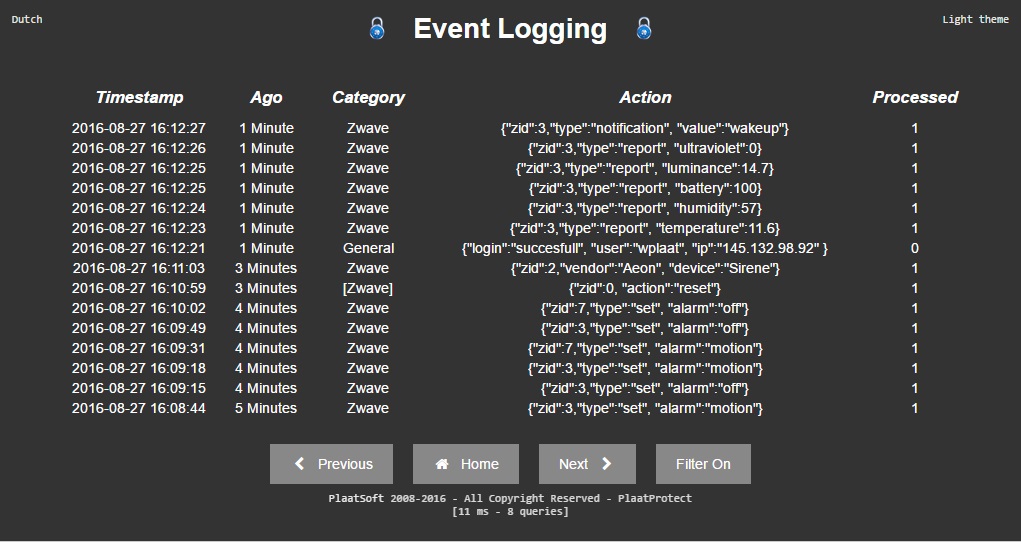 Dutch
Event Logging
Light theme
Timestamp Ago Category Action Processed
2016-08-27 16:12:27 1 Minute Zwave {"zid":3,"type":"notification", "value":"wakeup"} 1
2016-08-27 16:12:26 1 Minute Zwave {"zid":3,"type":"report", "ultraviolet":0} 1
2016-08-27 16:12:25 1 Minute Zwave {"zid":3,"type":"report", "luminance":14.7} 1
2016-08-27 16:12:25 1 Minute Zwave {"zid":3,"type":"report", "battery":100} 1
2016-08-27 16:12:24 1 Minute Zwave {"zid":3,"type":"report", "humidity":57} 1
2016-08-27 16:12:23 1 Minute Zwave {"zid":3,"type":"report", "temperature":11.6} 1
2016-08-27 16:12:21 1 Minute General {"login":"succesfull", "user":"wplaat", "ip":"145.132.98.92" } 0
2016-08-27 16:11:03 3 Minutes Zwave {"zid":2,"vendor":"Aeon", "device":"Sirene"} 1
2016-08-27 16:10:59 3 Minutes [Zwave] {"zid":0, "action":"reset"} 1
2016-08-27 16:10:02 4 Minutes Zwave {"zid":7,"type":"set", "alarm":"off"} 1
2016-08-27 16:09:49 4 Minutes Zwave {"zid":3,"type":"set", "alarm":"off"} 1
2016-08-27 16:09:31 4 Minutes Zwave {"zid":7,"type":"set", "alarm":"motion"} 1
2016-08-27 16:09:18 4 Minutes Zwave {"zid":3,"type":"set", "alarm":"motion"} 1
2016-08-27 16:09:15 4 Minutes Zwave {"zid":3,"type":"set", "alarm":"off"} 1
2016-08-27 16:08:44 5 Minutes Zwave {"zid":3,"type":"set", "alarm":"motion"} 1
Previous Home Next Filter On
PlaatSoft 2008-2016 - All Copyright Reserved - PlaatProtect
[11 ms - 8 queries]